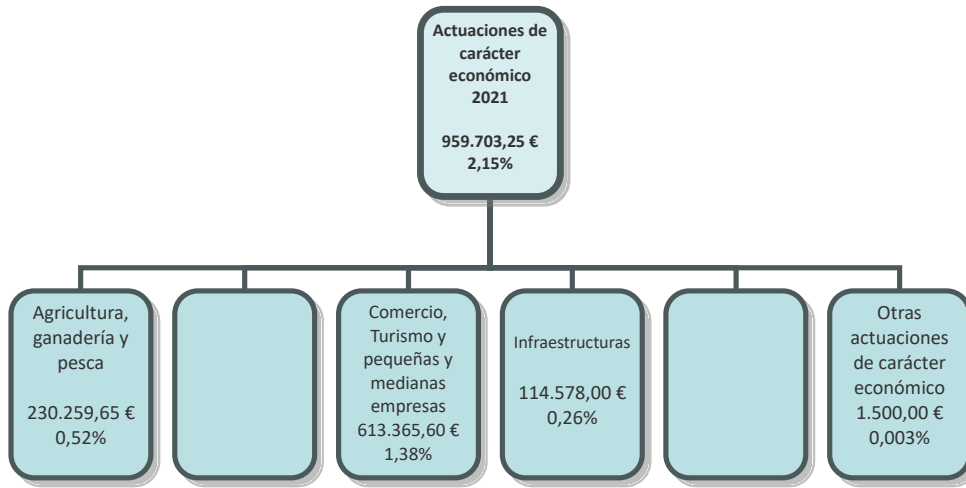 Actuaciones de
carácter
económico
2021
959.703,25 €
2,15%
Agricultura,
ganadería y
pesca
230.259,65 €
0,52%
Comercio,
Turismo y
pequeñas y
medianas
empresas
613.365,60 €
1,38%
Infraestructuras
114.578,00 €
0,26%
Otras
actuaciones
de carácter
económico
1.500,00 €
0,003%